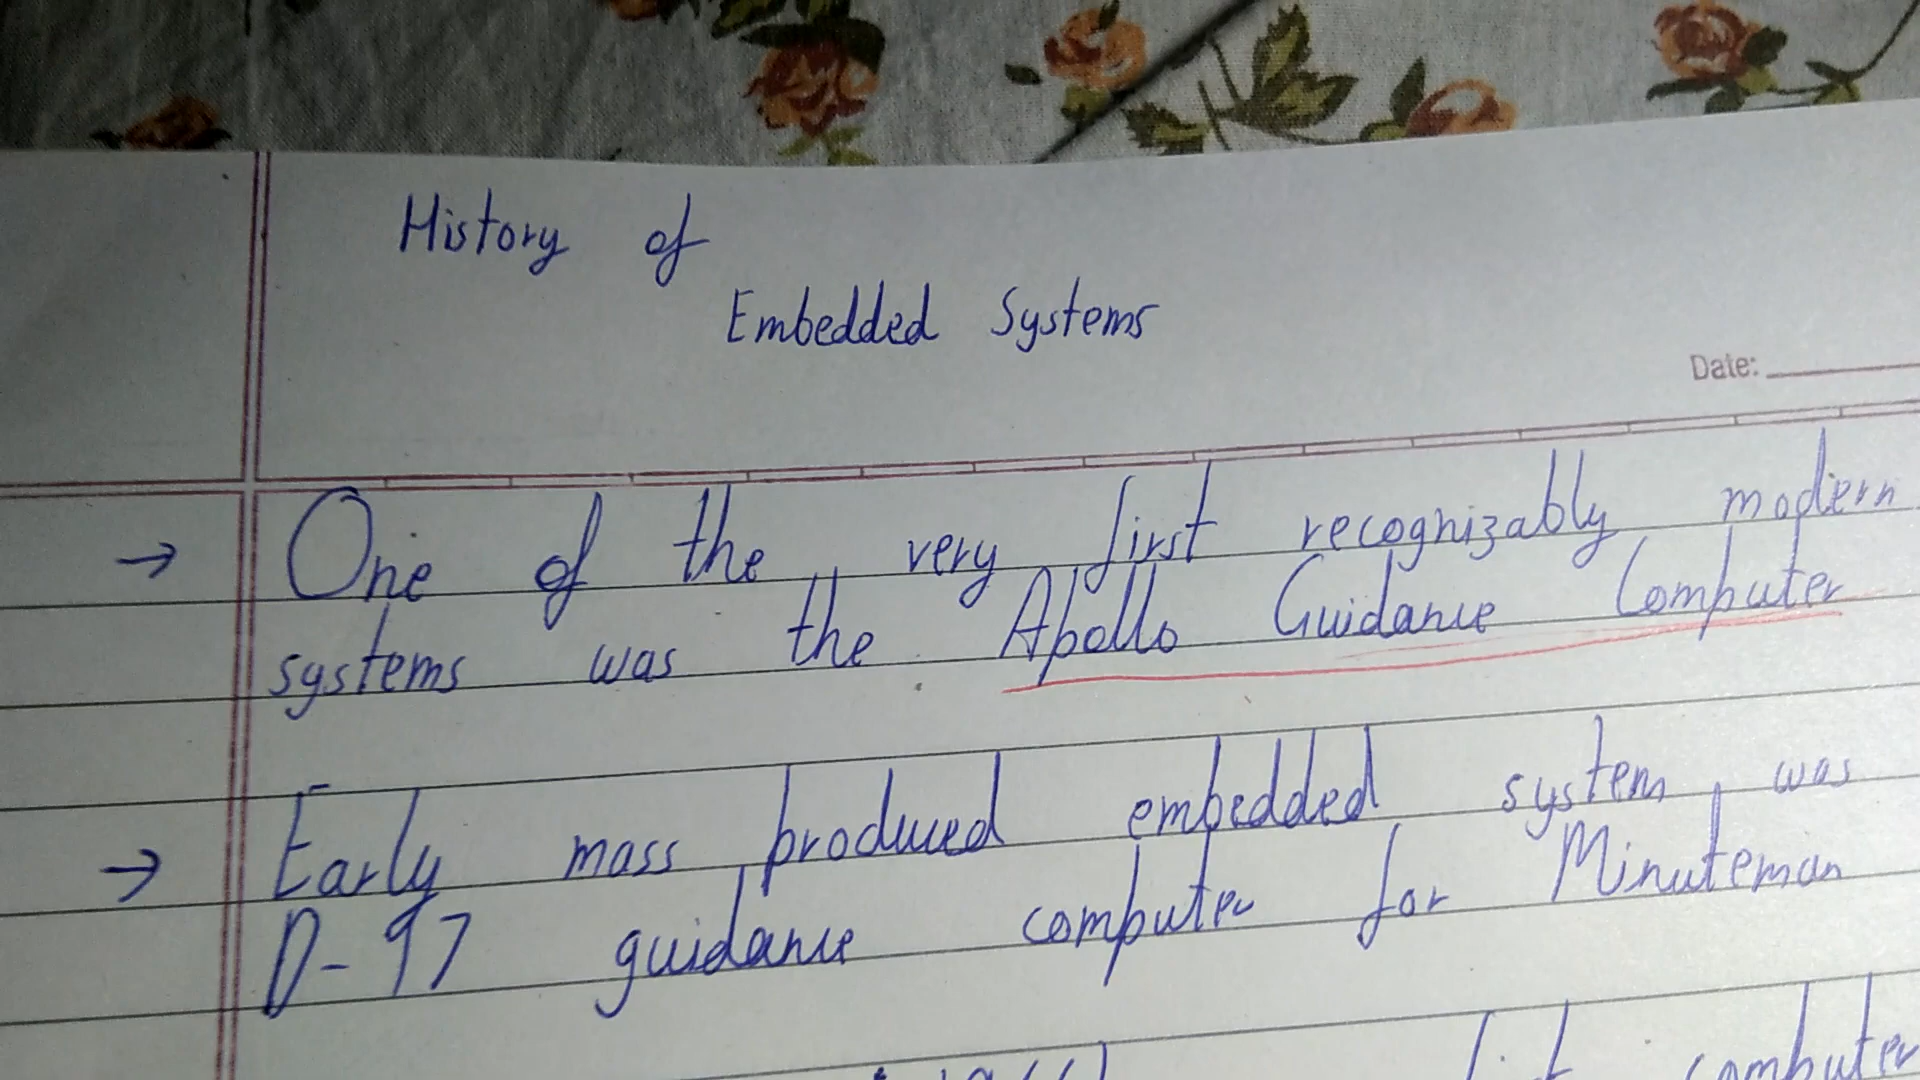 History of
Embedded Systems
Date:
→ One of the very first recognizably modern
systems was the Apollo Guidance Computer
→ Early mass produced embedded system, was
D-97 guidance computer for Minuteman
computer